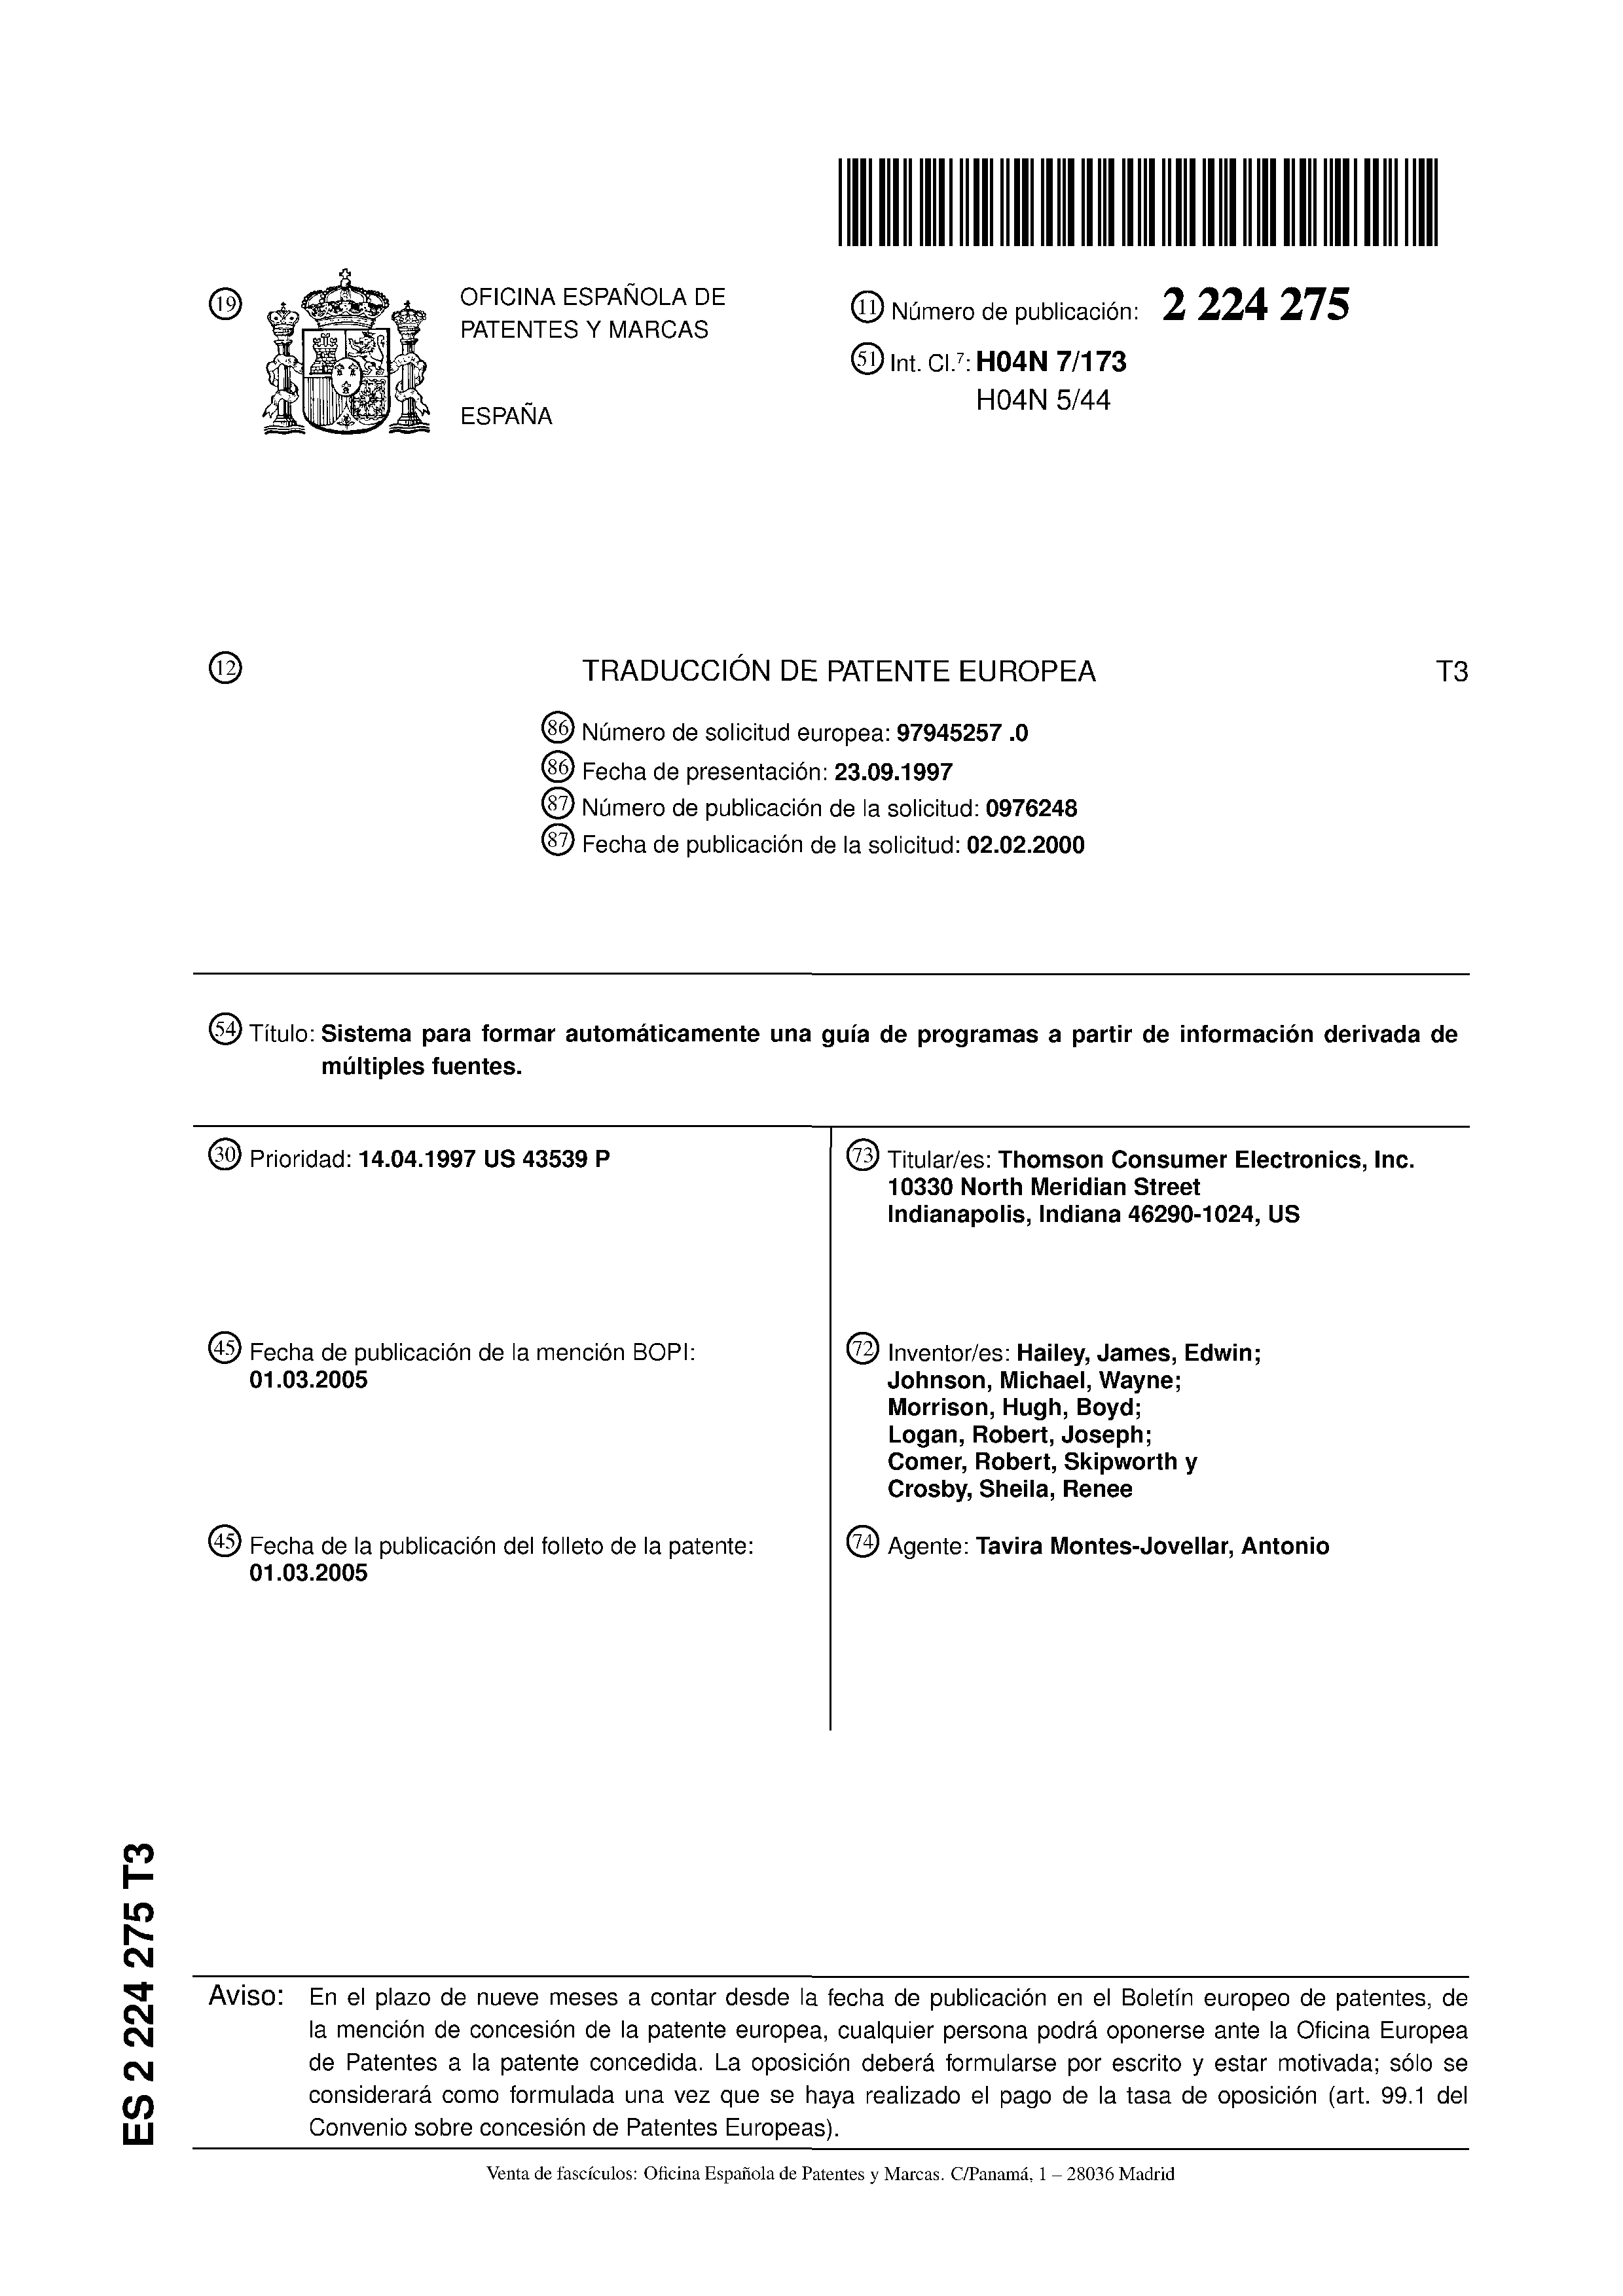 19
OFICINA ESPAÑOLA DE
PATENTES Y MARCAS
ESPAÑA
11 Número de publicación: 2 224 275
51 Int. Cl.7: H04N 7/173
H04N 5/44
12
TRADUCCIÓN DE PATENTE EUROPEA
T3
86 Número de solicitud europea: 97945257 .0
86 Fecha de presentación: 23.09.1997
87 Número de publicación de la solicitud: 0976248
87 Fecha de publicación de la solicitud: 02.02.2000
54 Título: Sistema para formar automáticamente una guía de programas a partir de información derivada de
múltiples fuentes.
30 Prioridad: 14.04.1997 US 43539 P
45 Fecha de publicación de la mención BOPI:
01.03.2005
45 Fecha de la publicación del folleto de la patente:
01.03.2005
73 Titular/es: Thomson Consumer Electronics, Inc.
10330 North Meridian Street
Indianapolis, Indiana 46290-1024, US
72 Inventor/es: Hailey, James, Edwin;
Johnson, Michael, Wayne;
Morrison, Hugh, Boyd;
Logan, Robert, Joseph;
Comer, Robert, Skipworth y
Crosby, Sheila, Renee
74 Agente: Tavira Montes-Jovellar, Antonio
ES 2 224 275 T3
Aviso: En el plazo de nueve meses a contar desde la fecha de publicación en el Boletín europeo de patentes, de
la mención de concesión de la patente europea, cualquier persona podrá oponerse ante la Oficina Europea
de Patentes a la patente concedida. La oposición deberá formularse por escrito y estar motivada; sólo se
considerará como formulada una vez que se haya realizado el pago de la tasa de oposición (art. 99.1 del
Convenio sobre concesión de Patentes Europeas).
Venta de fascículos: Oficina Española de Patentes y Marcas. C/Panamá, 1 – 28036 Madrid